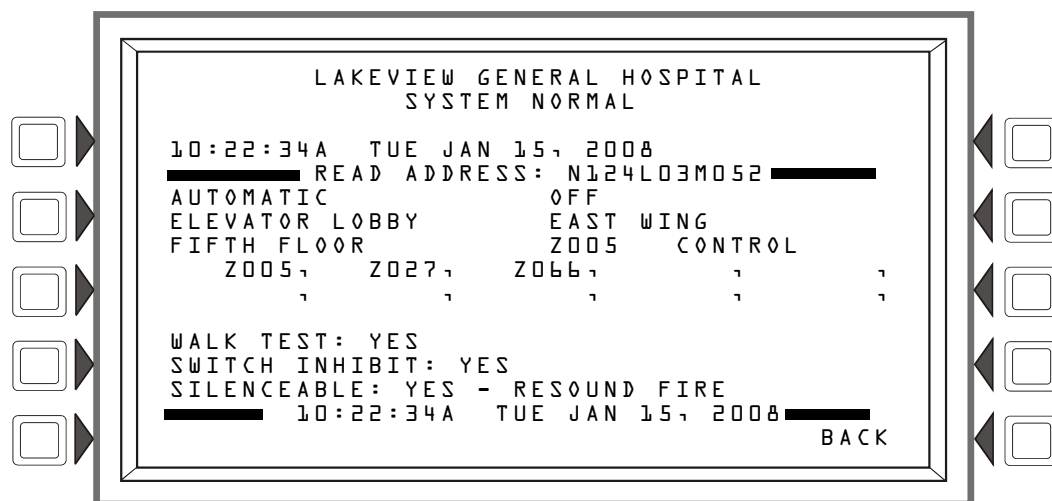 LAKEVIEW GENERAL HOSPITAL
SYSTEM NORMAL
10:22:34A TUE JAN 15, 2008
READ ADDRESS: N124L03M052
AUTOMATIC OFF
ELEVATOR LOBBY EAST WING
FIFTH FLOOR Z005 CONTROL
Z005, Z027, Z066, , ,
, , , , ,
WALK TEST: YES
SWITCH INHIBIT: YES
SILENCEABLE: YES - RESOUND FIRE
10:22:34A TUE JAN 15, 2008
BACK